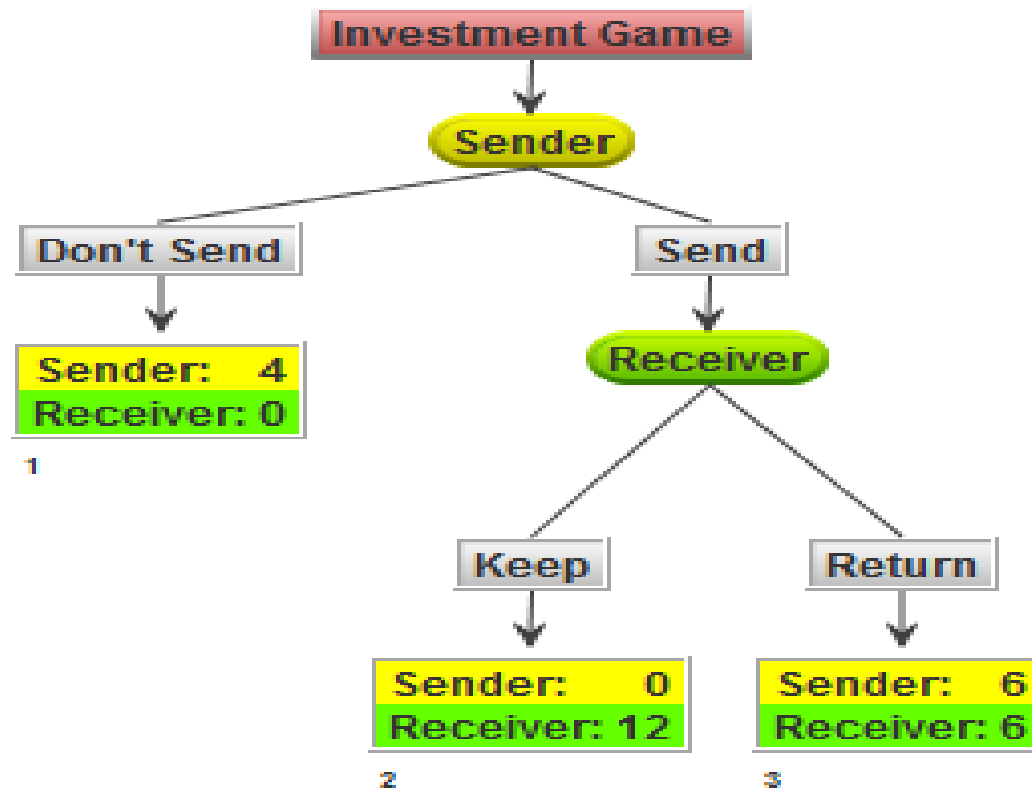 Investment Game
Sender
Don't Send
Send
Sender: 4
Receiver: 0
1
Receiver
Keep
Return
Sender: 0
Receiver: 12
2
Sender: 6
Receiver: 6
3